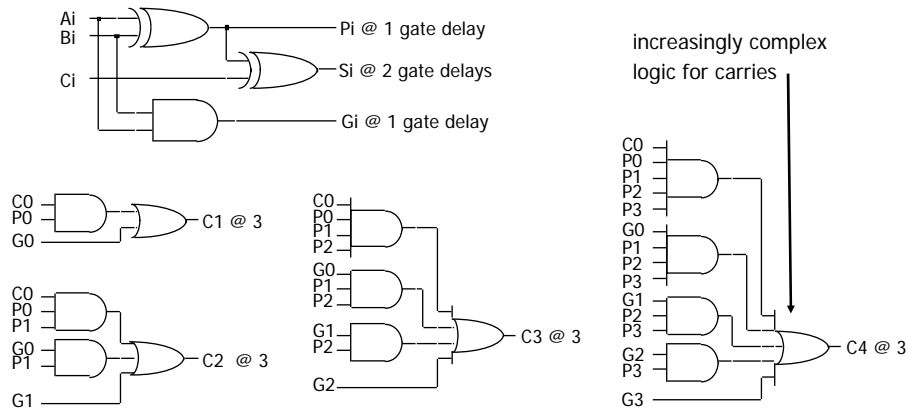 Ai
Bi
Ci
Pi @ 1 gate delay
Si @ 2 gate delays
Gi @ 1 gate delay
increasingly complex
logic for carries
C0
P0
G0
C1 @ 3
C0
P0
P1
G0
P1
G1
C2 @ 3
C0
P0
P1
P2
G0
P1
P2
G1
P2
G2
C3 @ 3
C0
P0
P1
P2
P3
G0
P1
P2
P3
G1
P2
P3
G2
P3
G3
C4 @ 3